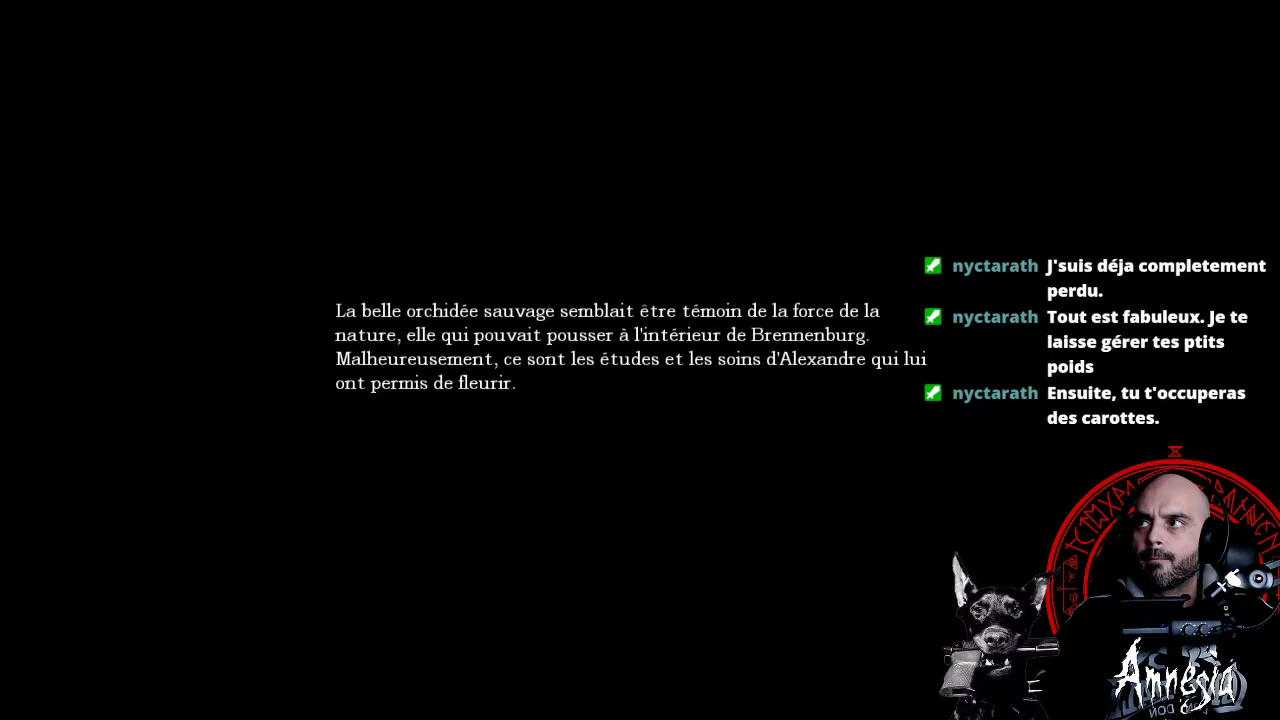 La belle orchidée sauvage semblait être témoin de la force de la
nature, elle qui pouvait pousser à l'intérieur de Brennenburg.
Malheureusement, ce sont les études et les soins d'Alexandre qui lui
ont permis de fleurir.
nyctarath J'suis déja completement
perdu.
nyctarath Tout est fabuleux. Je te
laisse gérer tes ptits
poids
nyctarath Ensuite, tu t'occuperas
des carottes.
Amnesia